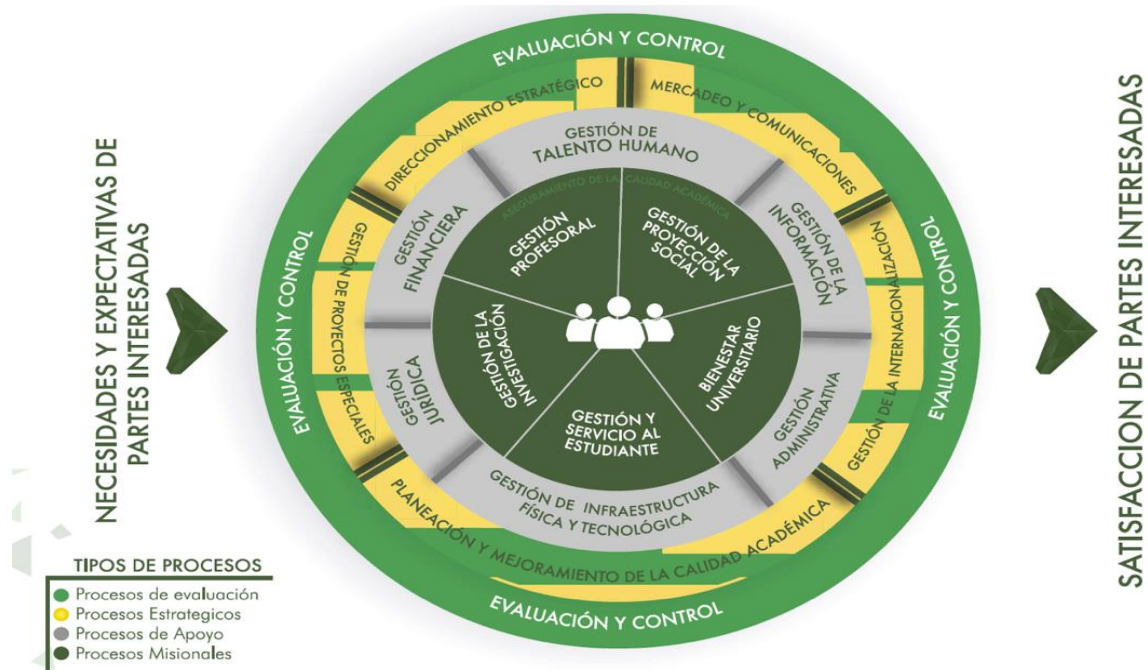 NECESIDADES Y EXPECTATIVAS DE
PARTES INTERESADAS
EVALUACIÓN Y CONTROL
EVALUACIÓN Y CONTROL
EVALUACIÓN Y CONTROL
EVALUACIÓN Y CONTROL
DIRECCIONAMIENTO ESTRATÉGICO
MERCADEO Y COMUNICACIONES
GESTIÓN DE LA INTERNACIONALIZACIÓN
PLANEACIÓN Y MEJORAMIENTO DE LA CALIDAD ACADÉMICA
GESTIÓN DE PROYECTOS ESPECIALES
GESTIÓN DE
TALENTO HUMANO
GESTIÓN DE LA
INFORMACIÓN
GESTIÓN
ADMINISTRATIVA
GESTIÓN DE INFRAESTRUCTURA
FÍSICA Y TECNOLÓGICA
GESTIÓN
JURÍDICA
GESTIÓN
FINANCIERA
ASEGURAMIENTO DE LA CALIDAD ACADÉMICA
GESTIÓN
PROFESORAL
GESTIÓN DE LA
PROYECCIÓN
SOCIAL
BIENESTAR
UNIVERSITARIO
GESTIÓN Y
SERVICIO AL
ESTUDIANTE
GESTIÓN DE LA
INVESTIGACIÓN
SATISFACCION DE PARTES INTERESADAS
TIPOS DE PROCESOS
Procesos de evaluación
Procesos Estrategicos
Procesos de Apoyo
Procesos Misionales